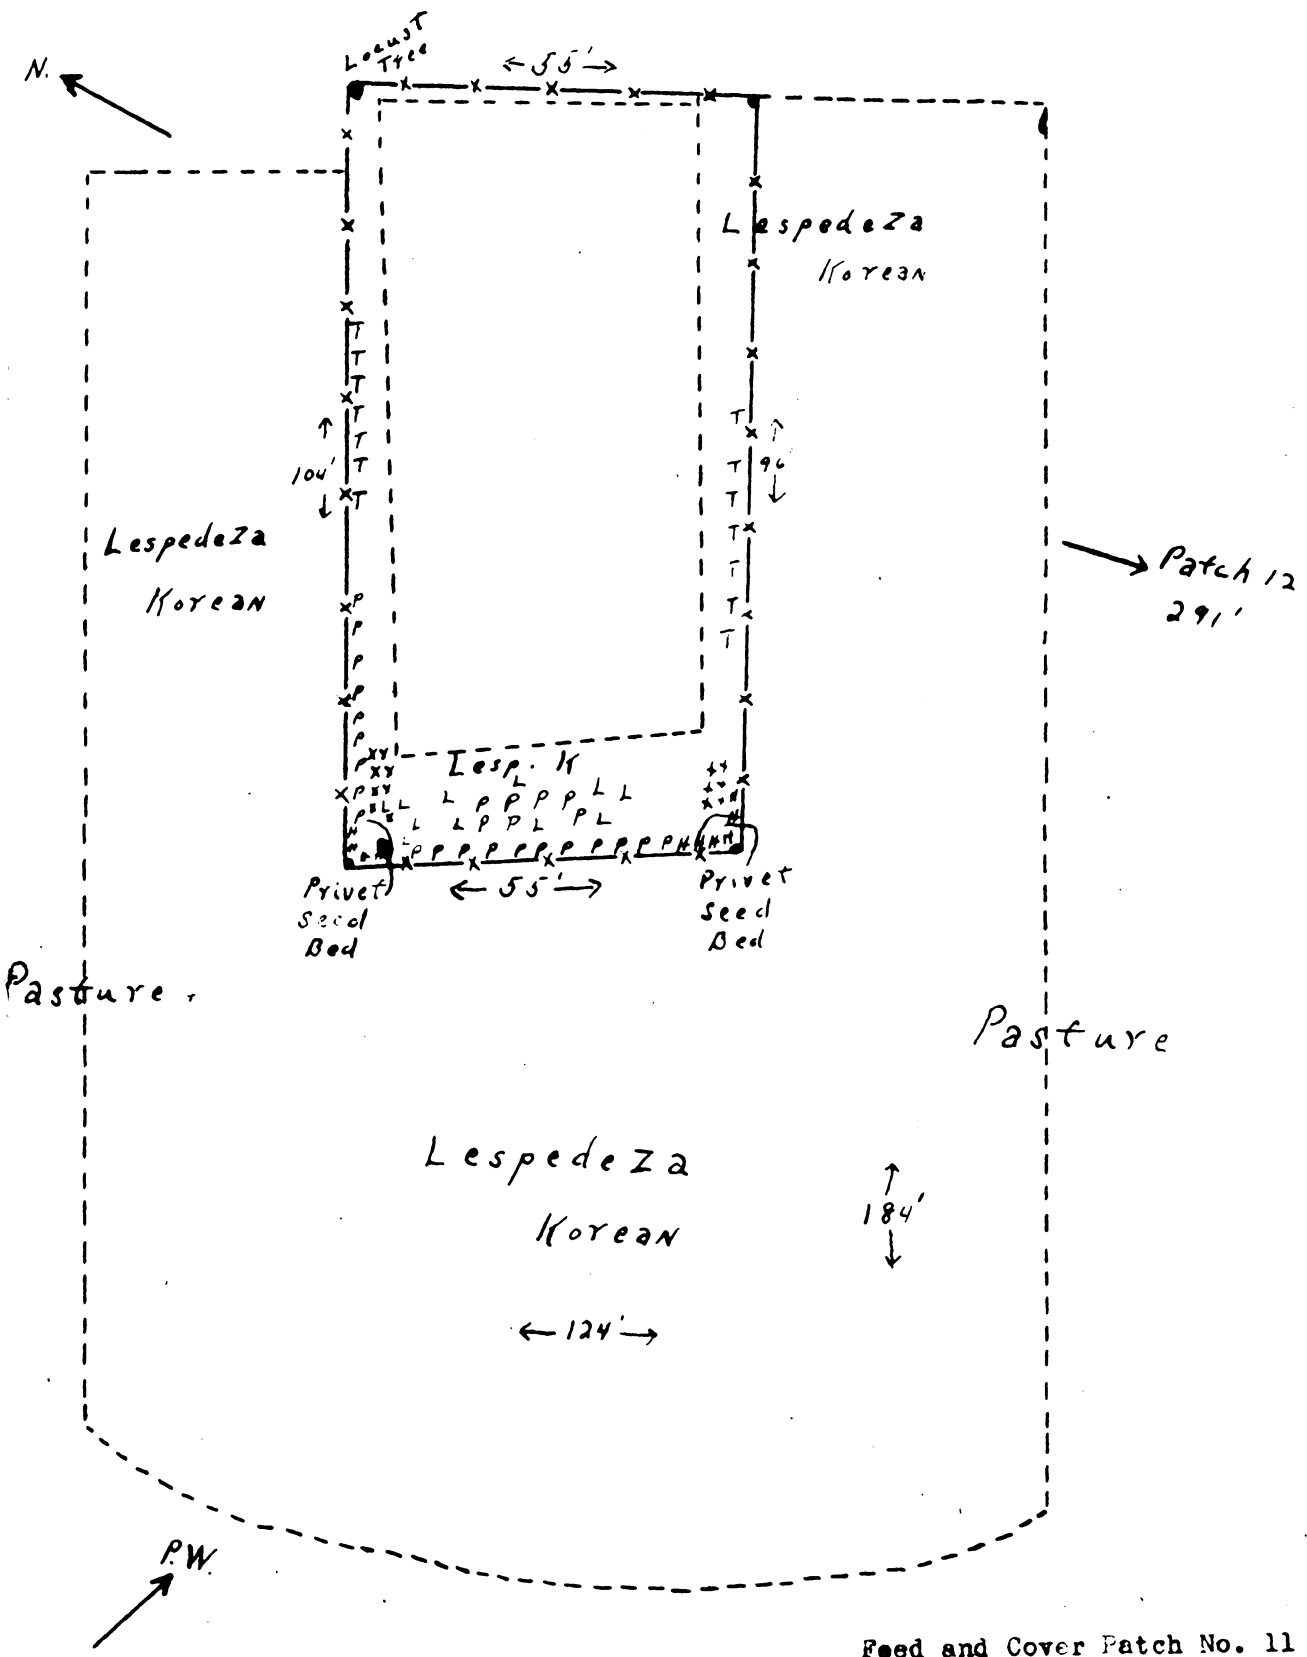 Locust
Tree
N.
← 55' →
Lespedeza
Korean
T
T
T
T
T
T
T
T
T
T
T
T
T
T
104'
96
Lespedeza
Korean
Patch 12
291'
P
P
P
P
P
P
P
P
P
Lesp. K
L
L P P P P L L
L L P P L P L
P P P P P P P P P P P H H H H
← 55' →
Privet
Seed
Bed
Privet
Seed
Bed
Pasture.
Pasture
Lespedeza
Korean
184'
← 124' →
P.W.
Feed and Cover Patch No. 11